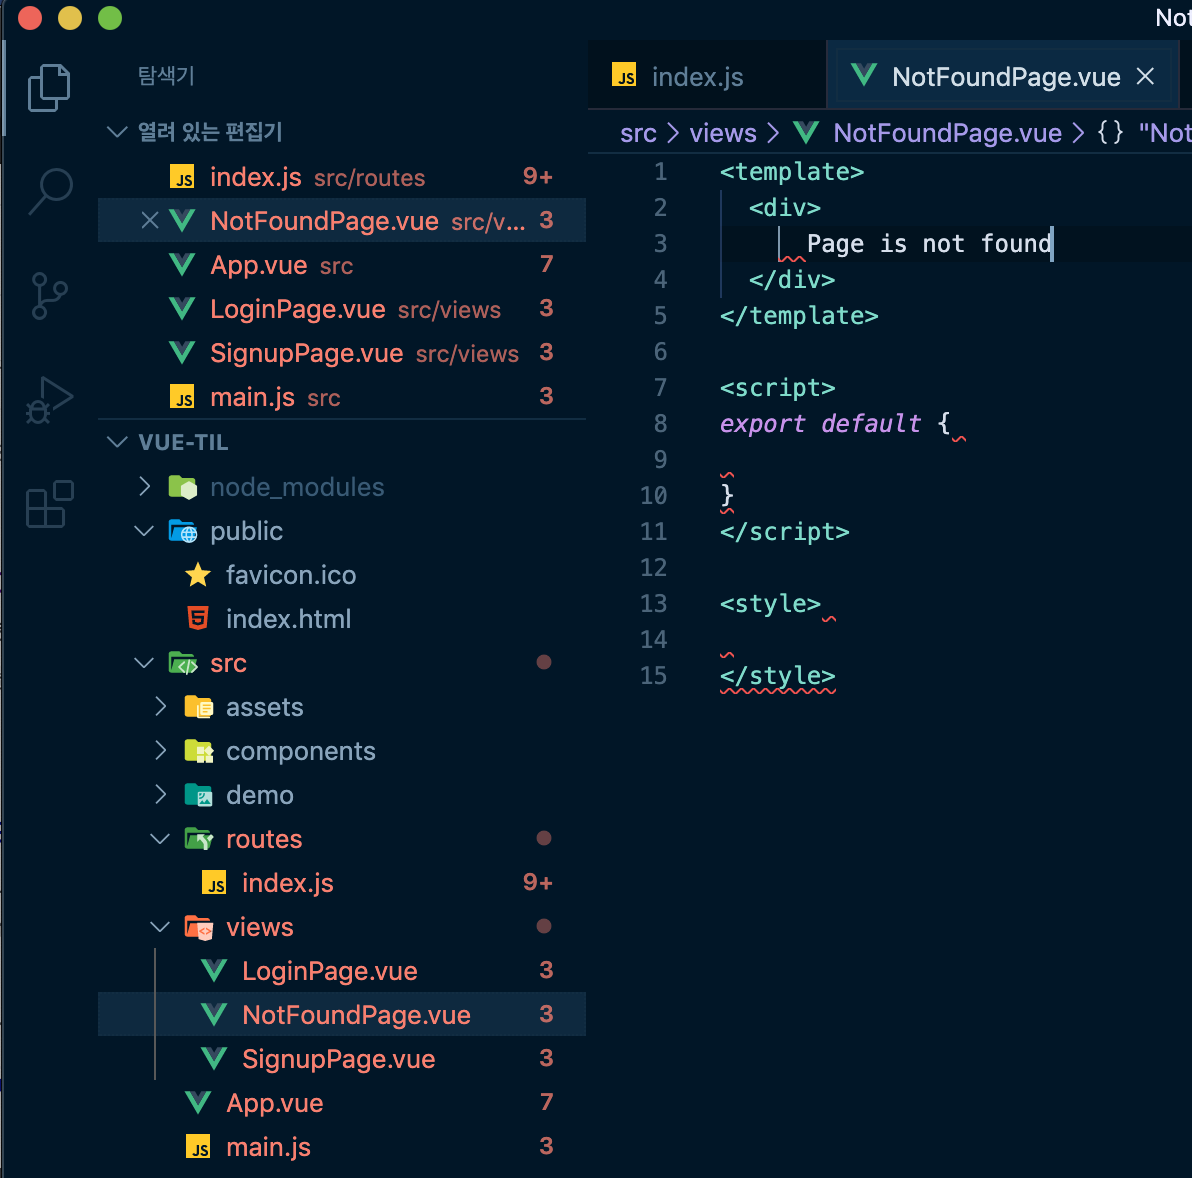 Not
탐색기
열려 있는 편집기
JS index.js src/routes 9+
NotFoundPage.vue src/v... 3
App.vue src 7
LoginPage.vue src/views 3
SignupPage.vue src/views 3
JS main.js src 3
VUE-TIL
node_modules
public
favicon.ico
5 index.html
src
assets
components
demo
routes
JS index.js 9+
views
LoginPage.vue 3
NotFoundPage.vue 3
SignupPage.vue 3
App.vue 7
JS main.js 3
JS index.js
NotFoundPage.vue
src > views > NotFoundPage.vue > {} "Not
1 <template>
2 <div>
3 Page is not found
4 </div>
5 </template>
6
7 <script>
8 export default {
9
10 }
11 </script>
12
13 <style>
14
15 </style>